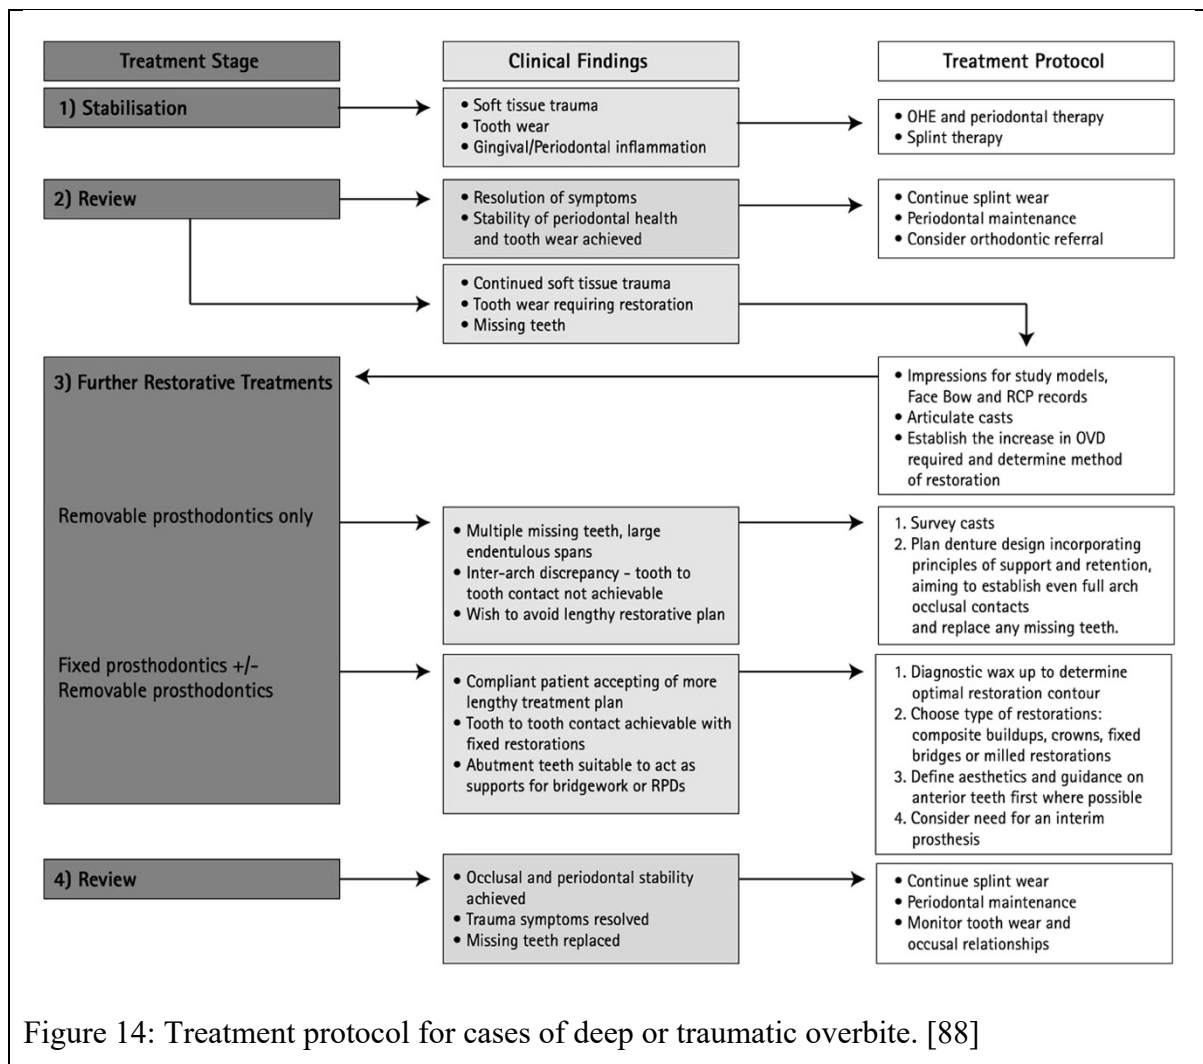 Treatment Stage
Clinical Findings
Treatment Protocol
1) Stabilisation
• Soft tissue trauma
• Tooth wear
• Gingival/Periodontal inflammation
• OHE and periodontal therapy
• Splint therapy
2) Review
• Resolution of symptoms
• Stability of periodontal health
and tooth wear achieved
• Continue splint wear
• Periodontal maintenance
• Consider orthodontic referral
• Continued soft tissue trauma
• Tooth wear requiring restoration
• Missing teeth
• Impressions for study models,
Face Bow and RCP records
• Articulate casts
• Establish the increase in OVD
required and determine method
of restoration
3) Further Restorative Treatments
Removable prosthodontics only
• Multiple missing teeth, large
endentulous spans
• Inter-arch discrepancy - tooth to
tooth contact not achievable
• Wish to avoid lengthy restorative plan
1. Survey casts
2. Plan denture design incorporating
principles of support and retention,
aiming to establish even full arch
occlusal contacts
and replace any missing teeth.
Fixed prosthodontics +/-
Removable prosthodontics
• Compliant patient accepting of more
lengthy treatment plan
• Tooth to tooth contact achievable with
fixed restorations
• Abutment teeth suitable to act as
supports for bridgework or RPDs
1. Diagnostic wax up to determine
optimal restoration contour
2. Choose type of restorations:
composite buildups, crowns, fixed
bridges or milled restorations
3. Define aesthetics and guidance on
anterior teeth first where possible
4. Consider need for an interim
prosthesis
4) Review
• Occlusal and periodontal stability
achieved
• Trauma symptoms resolved
• Missing teeth replaced
• Continue splint wear
• Periodontal maintenance
• Monitor tooth wear and
occusal relationships
Figure 14: Treatment protocol for cases of deep or traumatic overbite. [88]